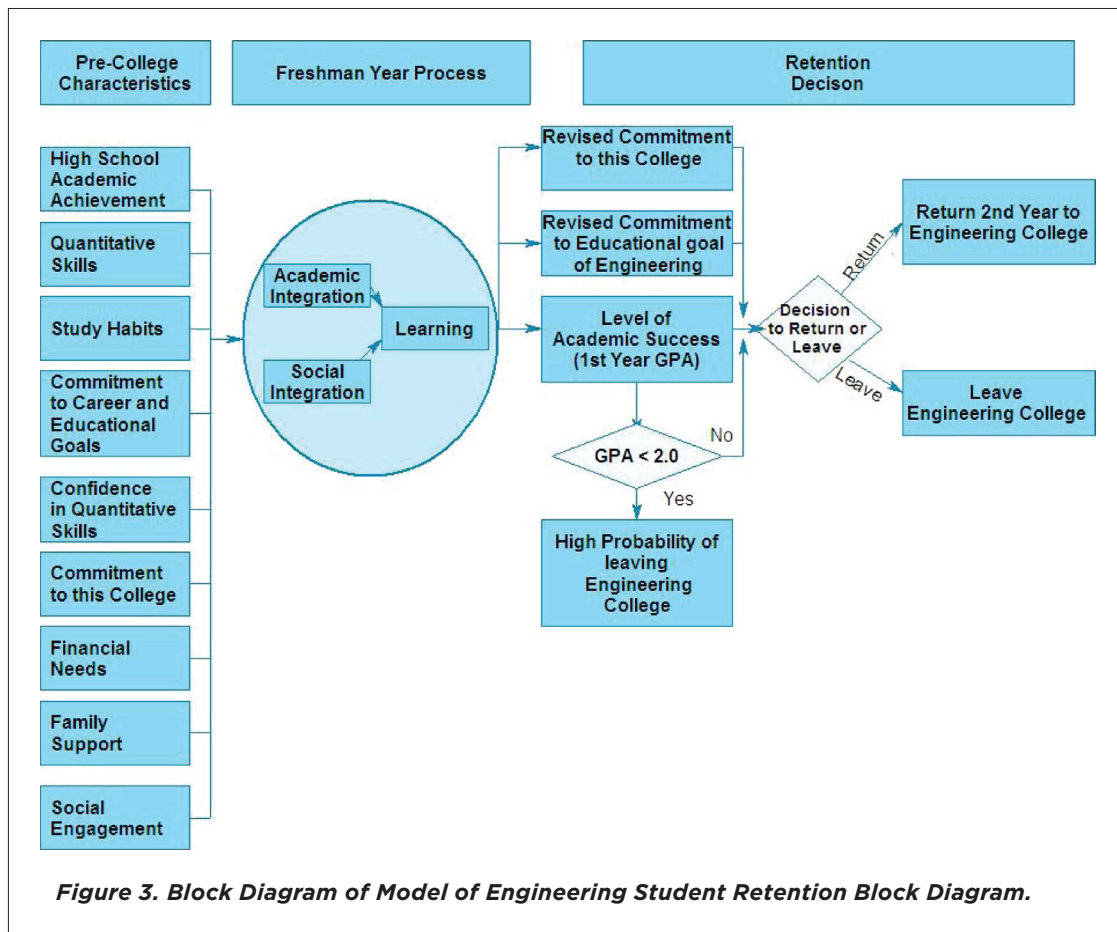 Pre-College
Characteristics
Freshman Year Process
Retention
Decison
High School
Academic
Achievement
Quantitative
Skills
Study Habits
Commitment
to Career and
Educational
Goals
Confidence
in Quantitative
Skills
Commitment
to this College
Financial
Needs
Family
Support
Social
Engagement
Academic
Integration
Learning
Social
Integration
Revised Commitment
to this College
Revised Commitment
to Educational goal
of Engineering
Level of
Academic Success
(1st Year GPA)
GPA < 2.0
No
Yes
High Probability of
leaving
Engineering
College
Decision
to Return or
Leave
Return
Leave
Return 2nd Year to
Engineering College
Leave
Engineering College
Figure 3. Block Diagram of Model of Engineering Student Retention Block Diagram.